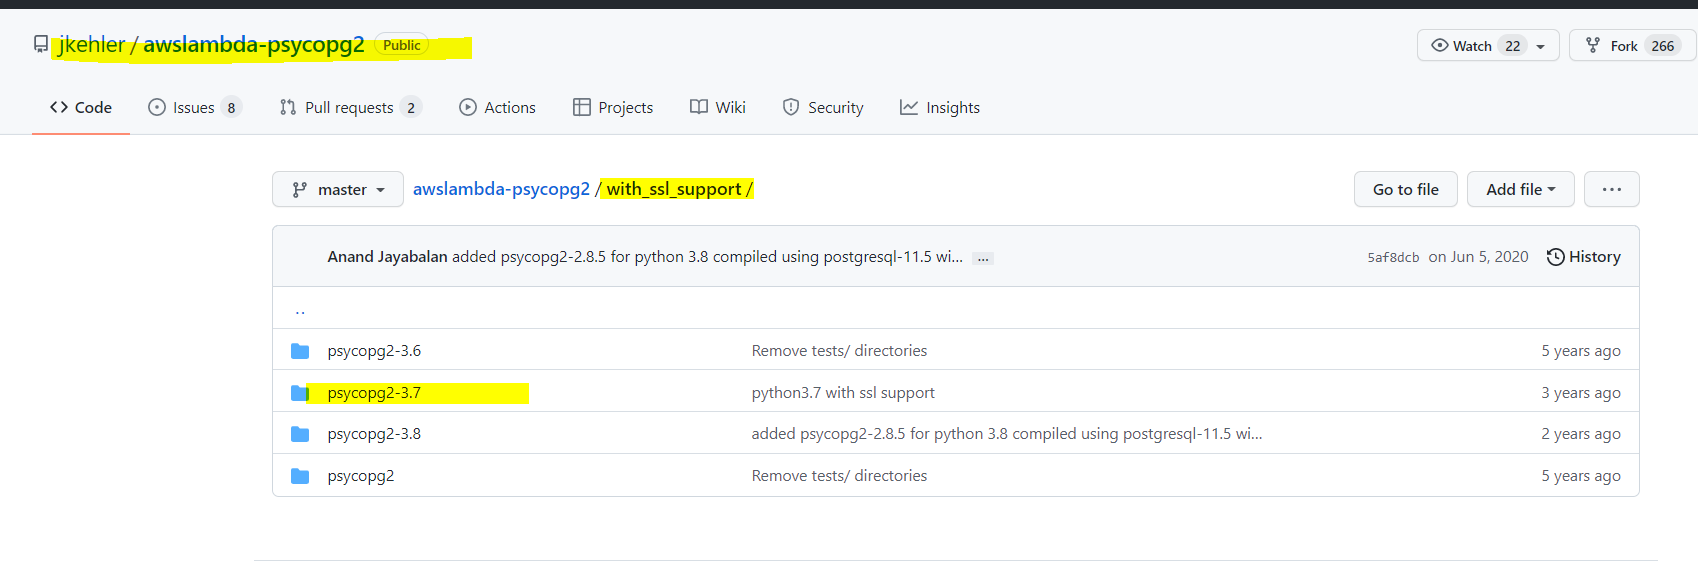 jkehler / awslambda-psycopg2 Public
Watch 22 Fork 266
Code Issues 8 Pull requests 2 Actions Projects Wiki Security Insights
master awslambda-psycopg2 / with_ssl_support /
Go to file Add file ...
Anand Jayabalan added psycopg2-2.8.5 for python 3.8 compiled using postgresql-11.5 wi... ... 5af8dcb on Jun 5, 2020 History
..
psycopg2-3.6 Remove tests/ directories 5 years ago
psycopg2-3.7 python3.7 with ssl support 3 years ago
psycopg2-3.8 added psycopg2-2.8.5 for python 3.8 compiled using postgresql-11.5 wi... 2 years ago
psycopg2 Remove tests/ directories 5 years ago